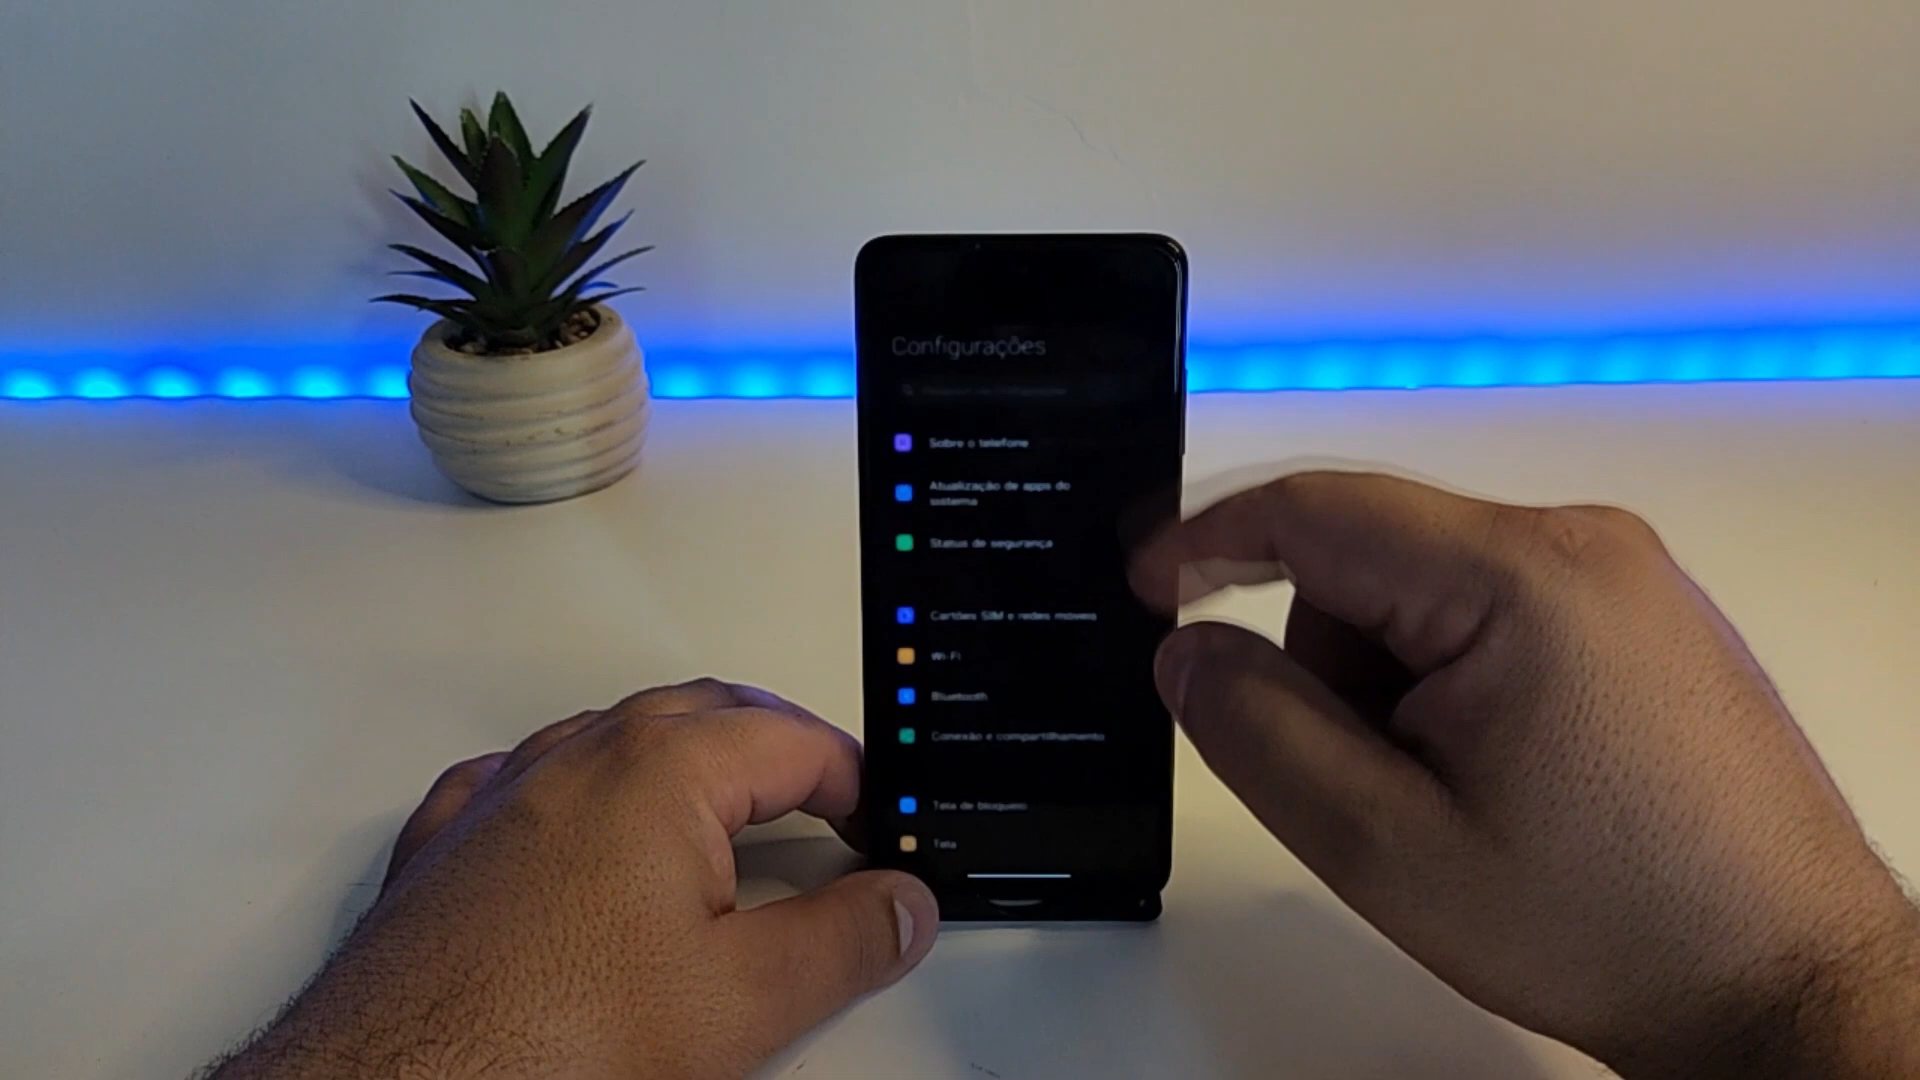 Configurações
Sobre o telefone
Atualização de apps do
sistema
Status de segurança
Cartões SIM e redes móveis
Wi-Fi
Bluetooth
Conexão e compartilhamento
Tela de bloqueio
Tela